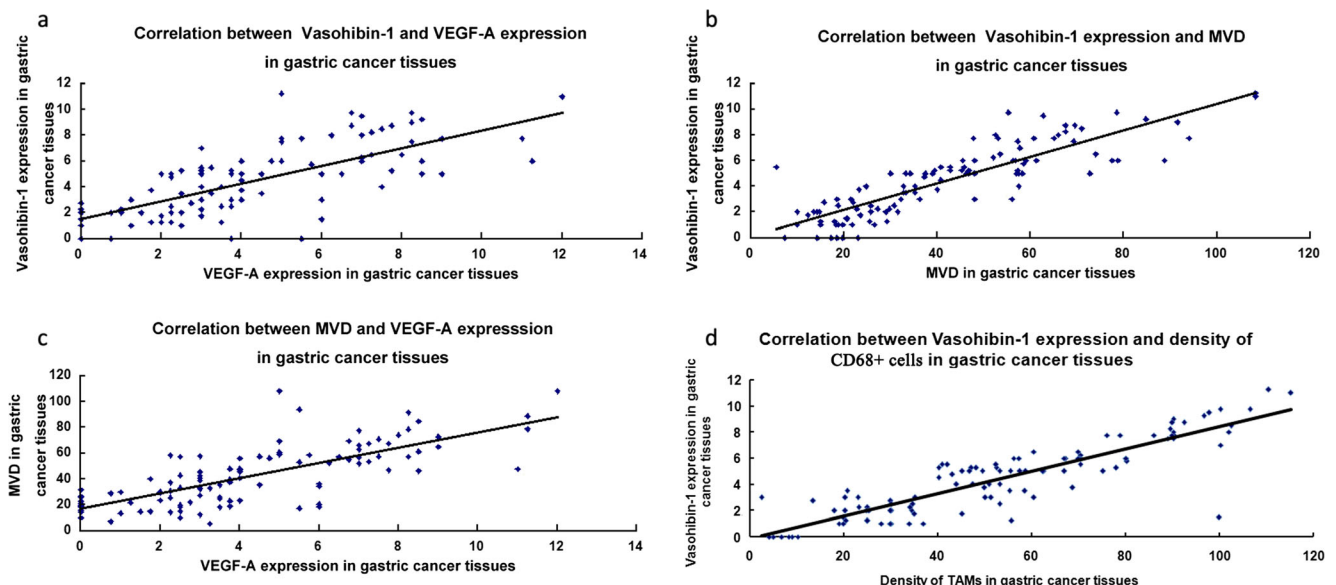 a
Correlation between Vasohibin-1 and VEGF-A expression
in gastric cancer tissues
Vasohibin-1 expression in gastric
cancer tissues
12
10
8
6
4
2
0
0 2 4 6 8 10 12 14
VEGF-A expression in gastric cancer tissues
b
Correlation between Vasohibin-1 expression and MVD
in gastric cancer tissues
Vasohibin-1 expression in gastric
cancer tissues
12
10
8
6
4
2
0
0 20 40 60 80 100 120
MVD in gastric cancer tissues
c
Correlation between MVD and VEGF-A expresssion
in gastric cancer tissues
MVD in gastric
cancer tissues
120
100
80
60
40
20
0
0 2 4 6 8 10 12 14
VEGF-A expression in gastric cancer tissues
d
Correlation between Vasohibin-1 expression and density of
CD68+ cells in gastric cancer tissues
Vasohibin-1 expression in gastric
cancer tissues
12
10
8
6
4
2
0
0 20 40 60 80 100 120
Density of TAMs in gastric cancer tissues